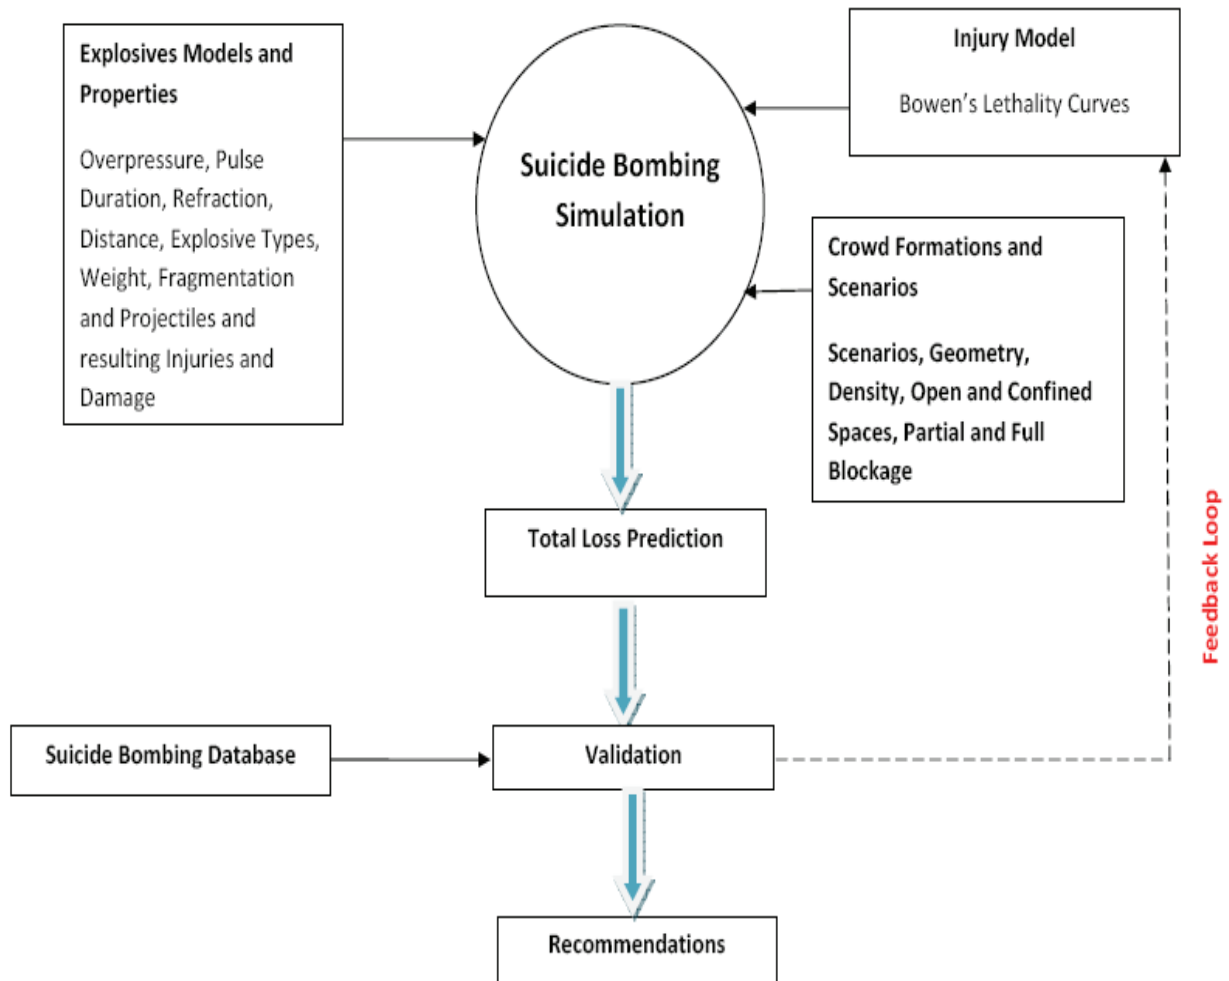 Explosives Models and
Properties
Overpressure, Pulse
Duration, Refraction,
Distance, Explosive Types,
Weight, Fragmentation
and Projectiles and
resulting Injuries and
Damage
Suicide Bombing
Simulation
Injury Model
Bowen's Lethality Curves
Crowd Formations and
Scenarios
Scenarios, Geometry,
Density, Open and Confined
Spaces, Partial and Full
Blockage
Total Loss Prediction
Feedback Loop
Suicide Bombing Database
Validation
Recommendations